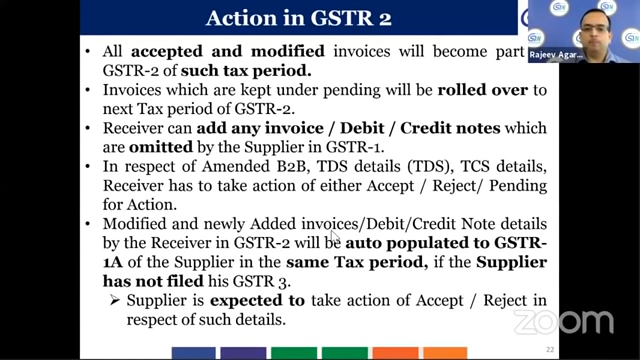 Action in GSTR 2
GSTN
Rajeev Agar...
• All accepted and modified invoices will become part
GSTR-2 of such tax period.
• Invoices which are kept under pending will be rolled over to
next Tax period of GSTR-2.
• Receiver can add any invoice / Debit / Credit notes which
are omitted by the Supplier in GSTR-1.
• In respect of Amended B2B, TDS details (TDS), TCS details,
Receiver has to take action of either Accept / Reject/ Pending
for Action.
• Modified and newly Added invoices/Debit/Credit Note details
by the Receiver in GSTR-2 will be auto populated to GSTR-
1A of the Supplier in the same Tax period, if the Supplier
has not filed his GSTR 3.
➢ Supplier is expected to take action of Accept / Reject in
respect of such details.
zoom
22